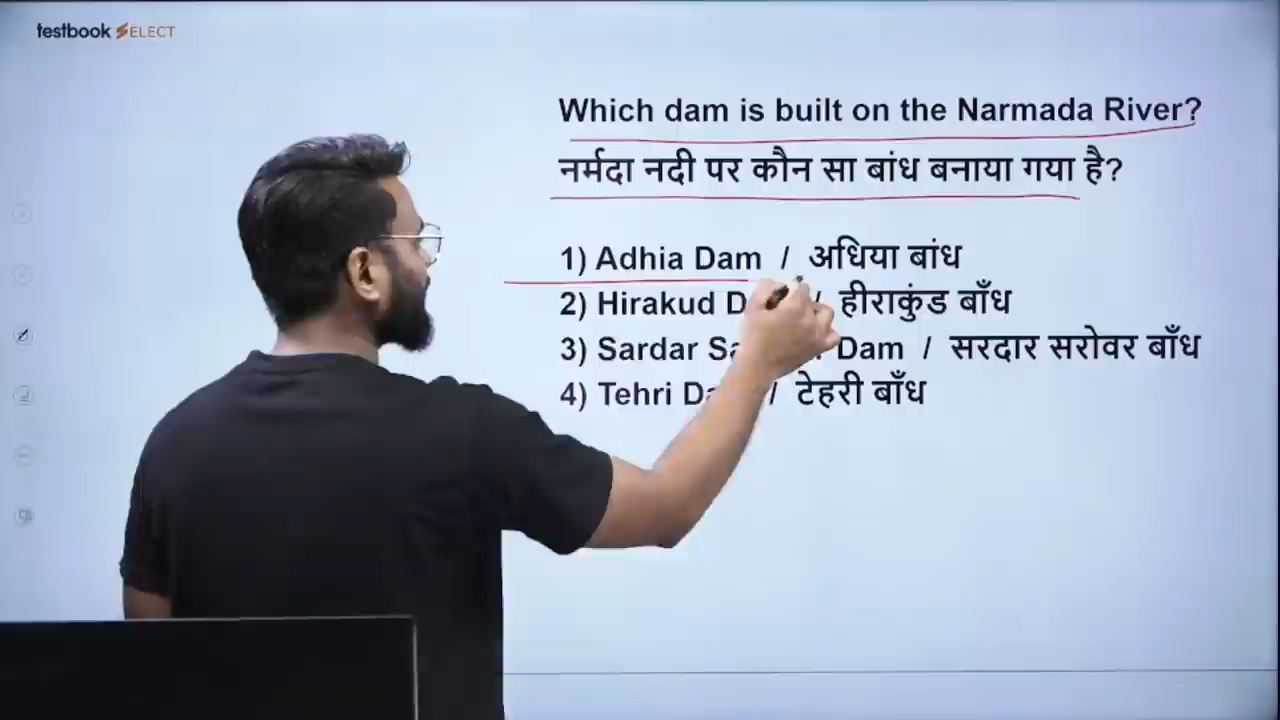 testbook SELECT
Which dam is built on the Narmada River?
नर्मदा नदी पर कौन सा बांध बनाया गया है?
1) Adhia Dam / अधिया बांध
2) Hirakud D / हीराकुंड बाँध
3) Sardar Sa Dam / सरदार सरोवर बाँध
4) Tehri Da / टेहरी बाँध